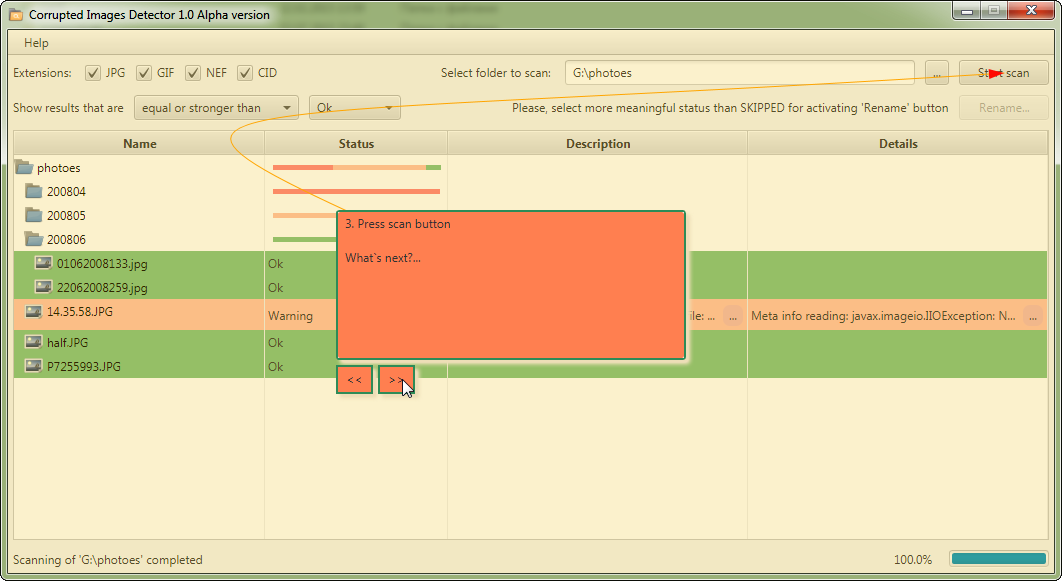 Corrupted Images Detector 1.0 Alpha version
Help
Extensions: JPG GIF NEF CID Select folder to scan: G:\photoes ... Start scan
Show results that are equal or stronger than Ok Please, select more meaningful status than SKIPPED for activating 'Rename' button Rename...
Name Status Description Details
photoes
200804
200805
200806
3. Press scan button
What`s next?...
01062008133.jpg Ok
22062008259.jpg Ok
14.35.58.JPG Warning ile: ... ... Meta info reading: javax.imageio.IIOException: N... ...
half.JPG Ok
P7255993.JPG Ok
<< >>
Scanning of 'G:\photoes' completed 100.0%